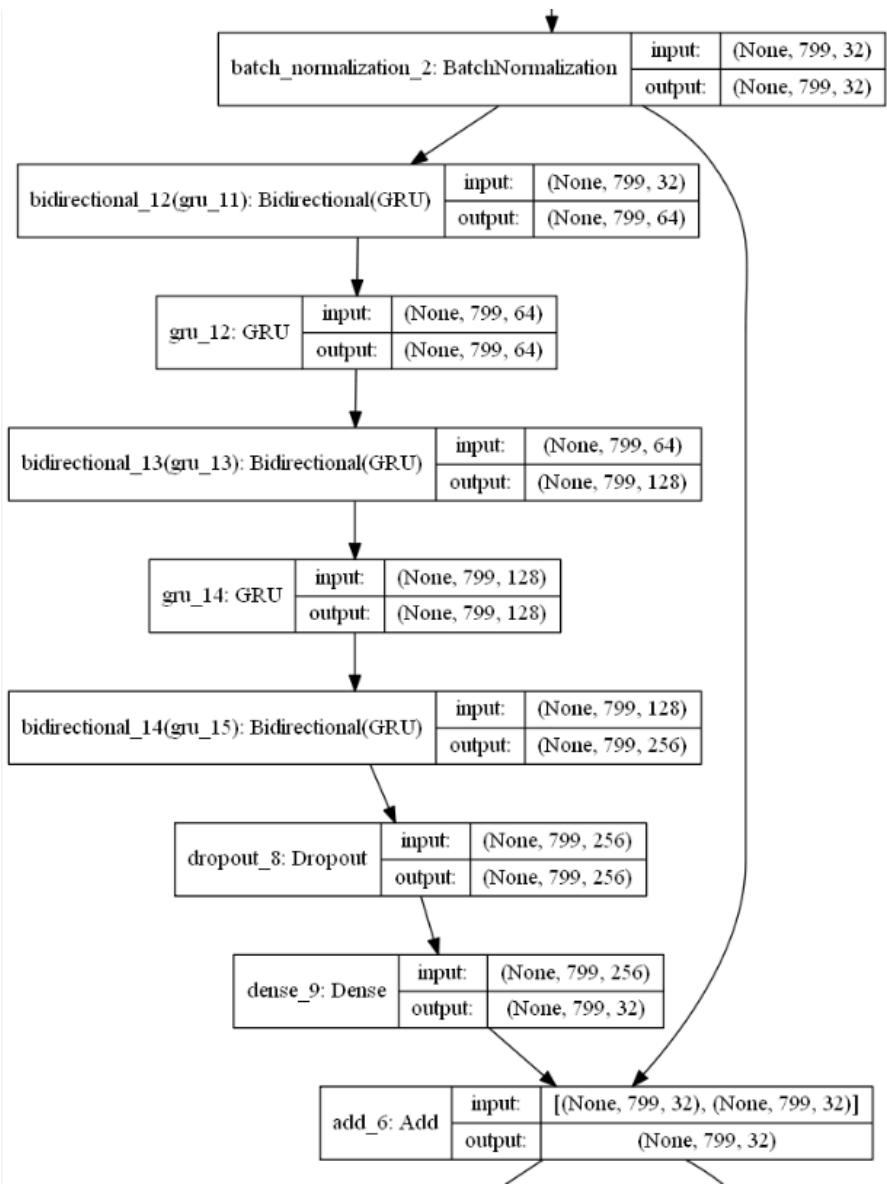 batch_normalization_2: BatchNormalization
input: (None, 799, 32)
output: (None, 799, 32)
bidirectional_12(gru_11): Bidirectional(GRU)
input: (None, 799, 32)
output: (None, 799, 64)
gru_12: GRU
input: (None, 799, 64)
output: (None, 799, 64)
bidirectional_13(gru_13): Bidirectional(GRU)
input: (None, 799, 64)
output: (None, 799, 128)
gru_14: GRU
input: (None, 799, 128)
output: (None, 799, 128)
bidirectional_14(gru_15): Bidirectional(GRU)
input: (None, 799, 128)
output: (None, 799, 256)
dropout_8: Dropout
input: (None, 799, 256)
output: (None, 799, 256)
dense_9: Dense
input: (None, 799, 256)
output: (None, 799, 32)
add_6: Add
input: [(None, 799, 32), (None, 799, 32)]
output: (None, 799, 32)